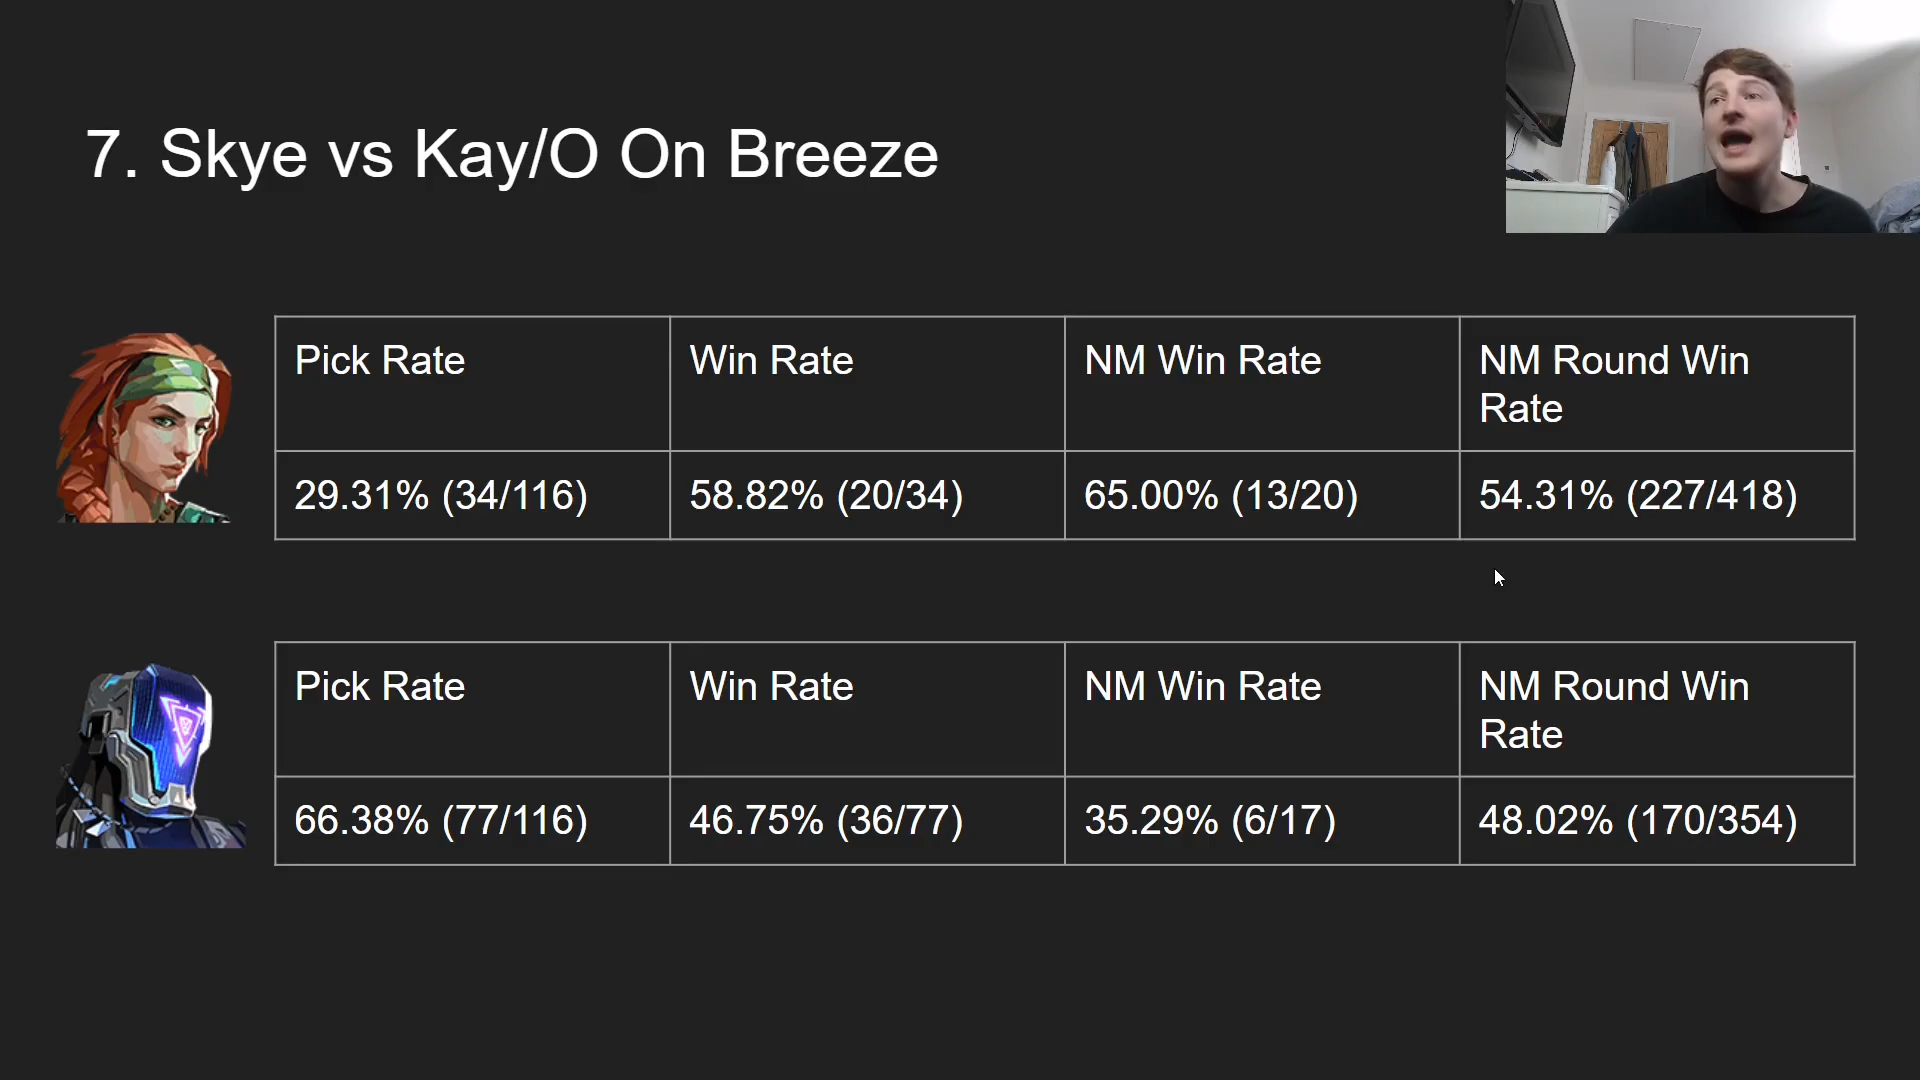 7. Skye vs Kay/O On Breeze
Pick Rate
Win Rate
NM Win Rate
NM Round Win
Rate
29.31% (34/116)
58.82% (20/34)
65.00% (13/20)
54.31% (227/418)
Pick Rate
Win Rate
NM Win Rate
NM Round Win
Rate
66.38% (77/116)
46.75% (36/77)
35.29% (6/17)
48.02% (170/354)